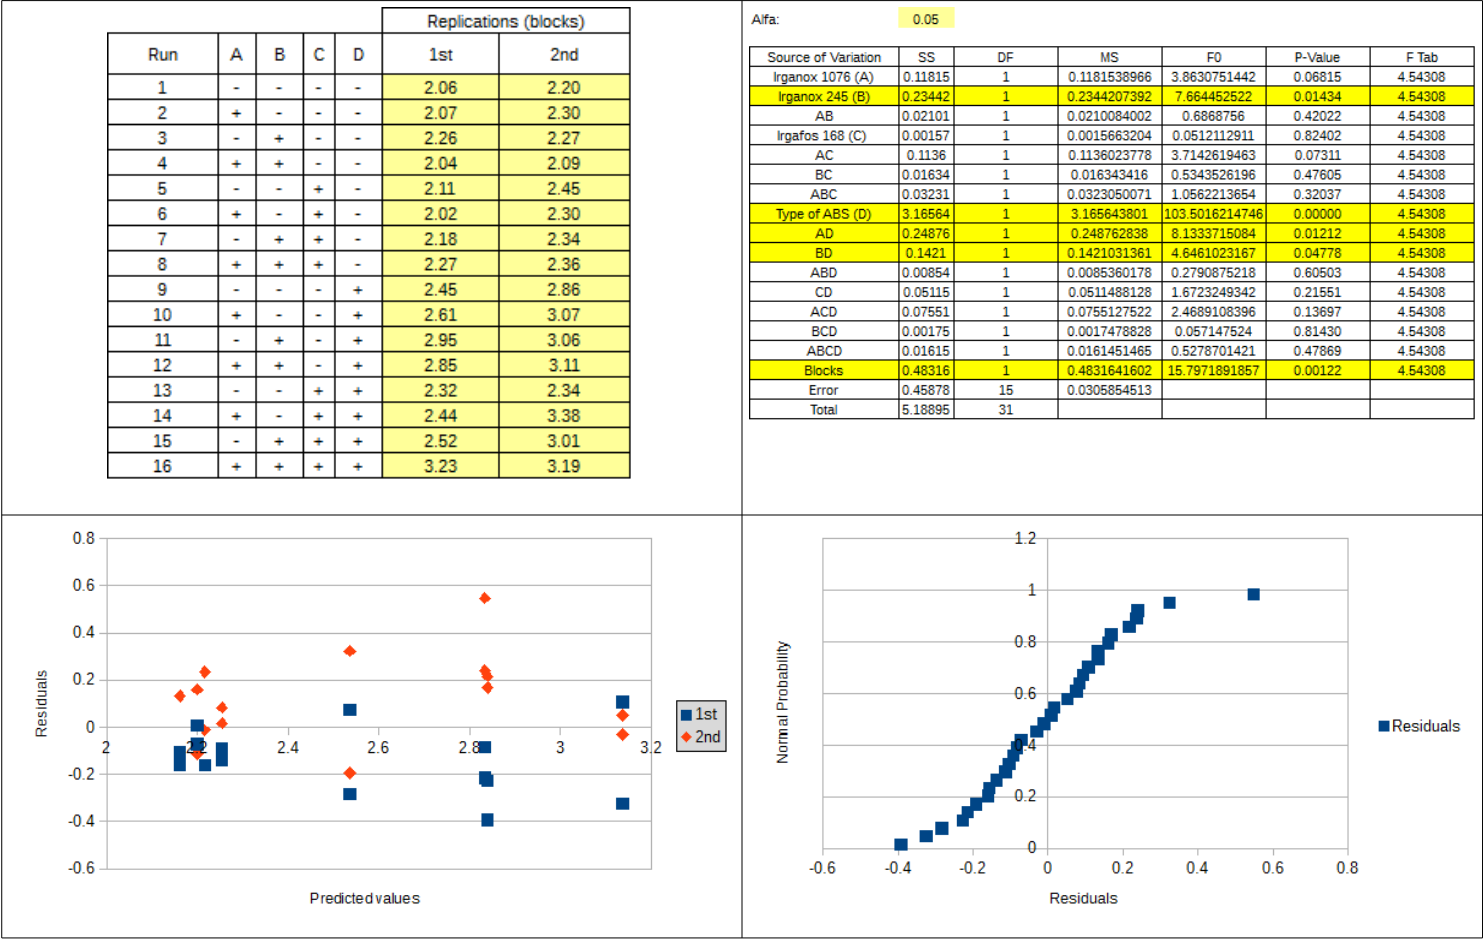 Replications (blocks)
Run A B C D 1st 2nd
1 - - - - 2.06 2.20
2 + - - - 2.07 2.30
3 - + - - 2.26 2.27
4 + + - - 2.04 2.09
5 - - + - 2.11 2.45
6 + - + - 2.02 2.30
7 - + + - 2.18 2.34
8 + + + - 2.27 2.36
9 - - - + 2.45 2.86
10 + - - + 2.61 3.07
11 - + - + 2.95 3.06
12 + + - + 2.85 3.11
13 - - + + 2.32 2.34
14 + - + + 2.44 3.38
15 - + + + 2.52 3.01
16 + + + + 3.23 3.19
Alfa: 0.05
Source of Variation SS DF MS F0 P-Value F Tab
Irganox 1076 (A) 0.11815 1 0.1181538966 3.8630751442 0.06815 4.54308
Irganox 245 (B) 0.23442 1 0.2344207392 7.664452522 0.01434 4.54308
AB 0.02101 1 0.0210084002 0.6868756 0.42022 4.54308
Irgafos 168 (C) 0.00157 1 0.0015663204 0.0512112911 0.82402 4.54308
AC 0.1136 1 0.1136023778 3.7142619463 0.07311 4.54308
BC 0.01634 1 0.016343416 0.5343526196 0.47605 4.54308
ABC 0.03231 1 0.0323050071 1.0562213654 0.32037 4.54308
Type of ABS (D) 3.16564 1 3.165643801 103.5016214746 0.00000 4.54308
AD 0.24876 1 0.248762838 8.1333715084 0.01212 4.54308
BD 0.1421 1 0.1421031361 4.6461023167 0.04778 4.54308
ABD 0.00854 1 0.0085360178 0.2790875218 0.60503 4.54308
CD 0.05115 1 0.0511488128 1.6723249342 0.21551 4.54308
ACD 0.07551 1 0.0755127522 2.4689108396 0.13697 4.54308
BCD 0.00175 1 0.0017478828 0.057147524 0.81430 4.54308
ABCD 0.01615 1 0.0161451465 0.5278701421 0.47869 4.54308
Blocks 0.48316 1 0.4831641602 15.7971891857 0.00122 4.54308
Error 0.45878 15 0.0305854513
Total 5.18895 31
0.8
0.6
0.4
0.2
0
-0.2
-0.4
-0.6
2 2.2 2.4 2.6 2.8 3 3.2
Residuals
Predicted values
1st
2nd
1.2
1
0.8
0.6
0.4
0.2
0
-0.6 -0.4 -0.2 0 0.2 0.4 0.6 0.8
Normal Probability
Residuals
Residuals